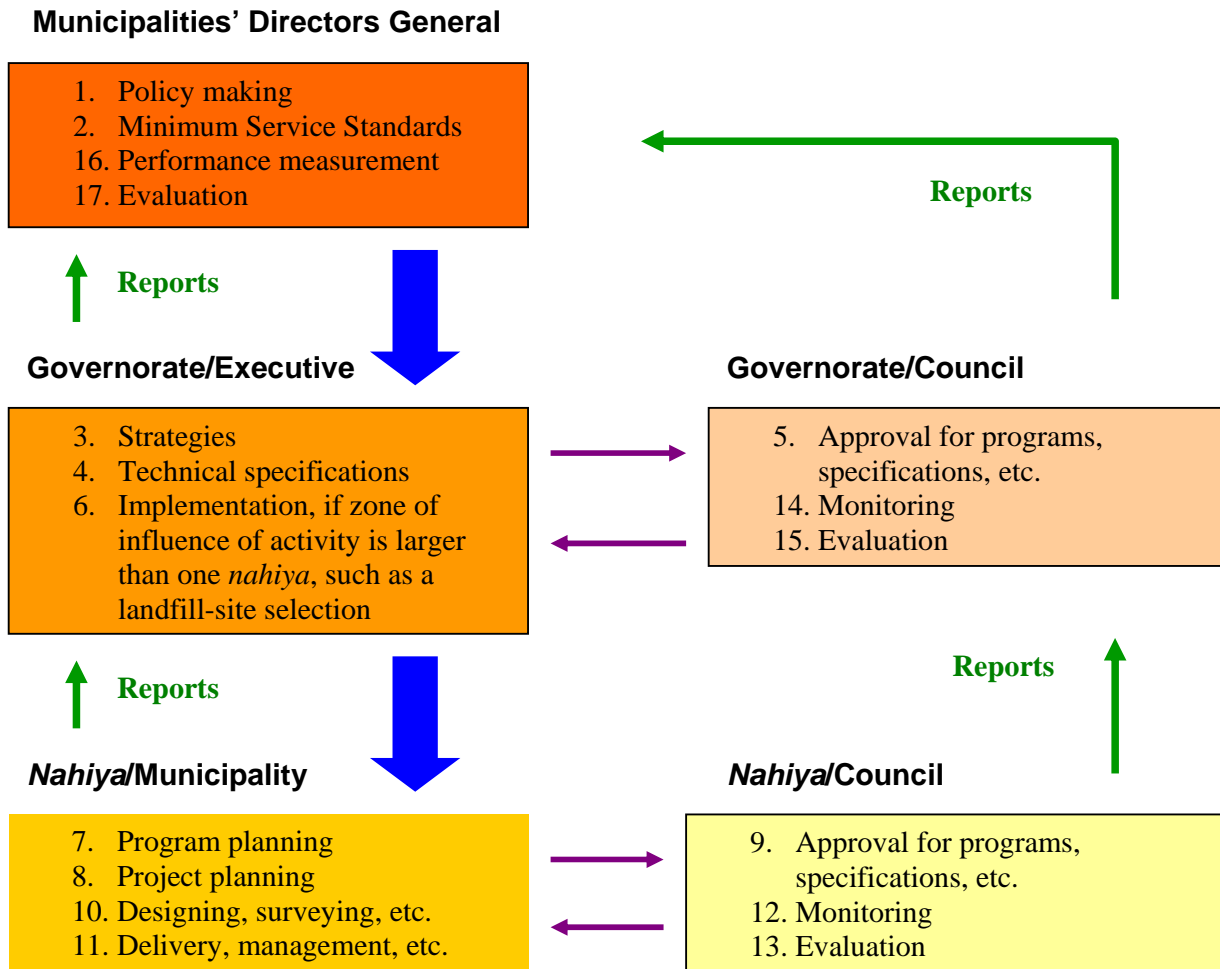 Municipalities’ Directors General
1. Policy making
2. Minimum Service Standards
16. Performance measurement
17. Evaluation
Reports
Reports
Governorate/Executive
3. Strategies
4. Technical specifications
6. Implementation, if zone of
influence of activity is larger
than one nahiya, such as a
landfill-site selection
Governorate/Council
5. Approval for programs,
specifications, etc.
14. Monitoring
15. Evaluation
Reports
Reports
Nahiya/Municipality
7. Program planning
8. Project planning
10. Designing, surveying, etc.
11. Delivery, management, etc.
Nahiya/Council
9. Approval for programs,
specifications, etc.
12. Monitoring
13. Evaluation